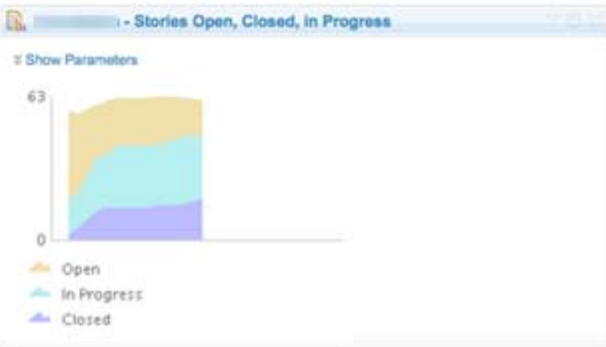 - Stories Open, Closed, in Progress
Show Parameters
63
0
Open
In Progress
Closed